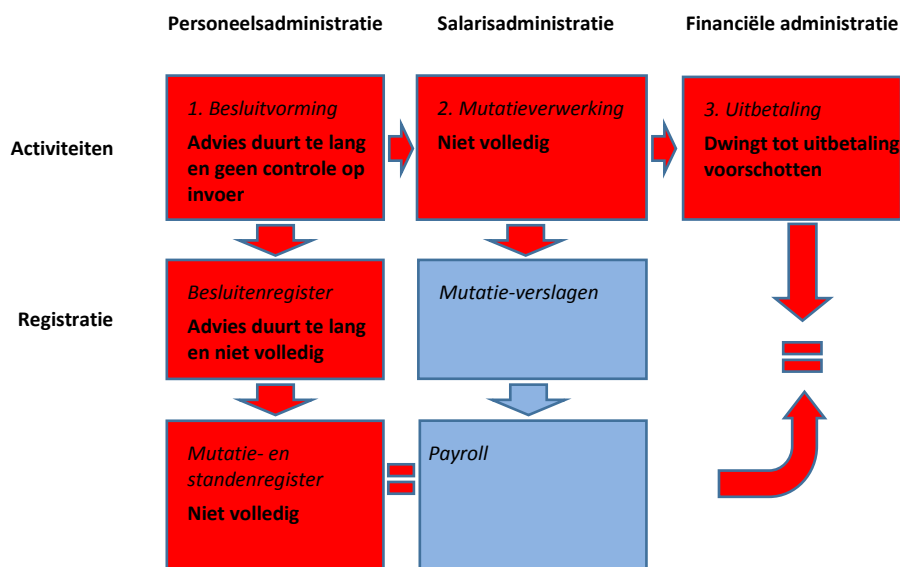 Personeelsadministratie
Salarisadministratie
Financiële administratie
Activiteiten
1. Besluitvorming
Advies duurt te lang
en geen controle op
invoer
2. Mutatieverwerking
Niet volledig
3. Uitbetaling
Dwingt tot uitbetaling
voorschotten
Registratie
Besluitenregister
Advies duurt te lang
en niet volledig
Mutatie-verslagen
Mutatie- en
standenregister
Niet volledig
Payroll